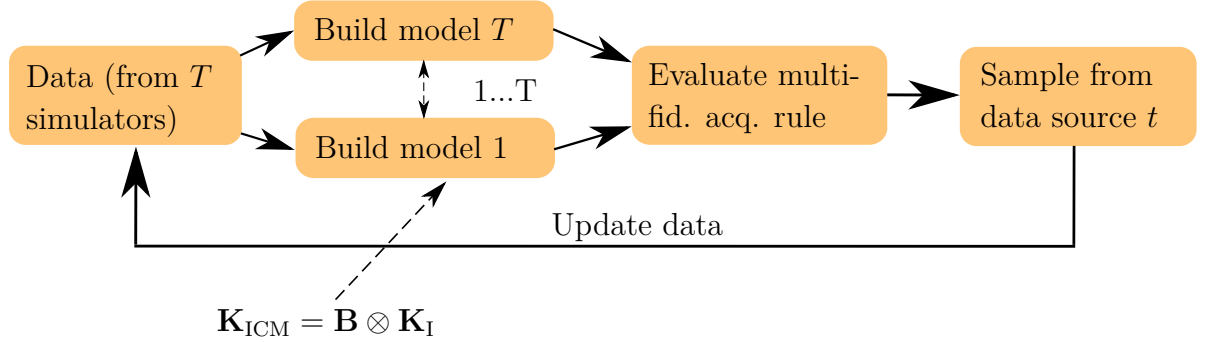 Build model T
Data (from T
simulators)
1...T
Build model 1
Evaluate multi-
fid. acq. rule
Sample from
data source t
Update data
K_ICM = B ⊗ K_I